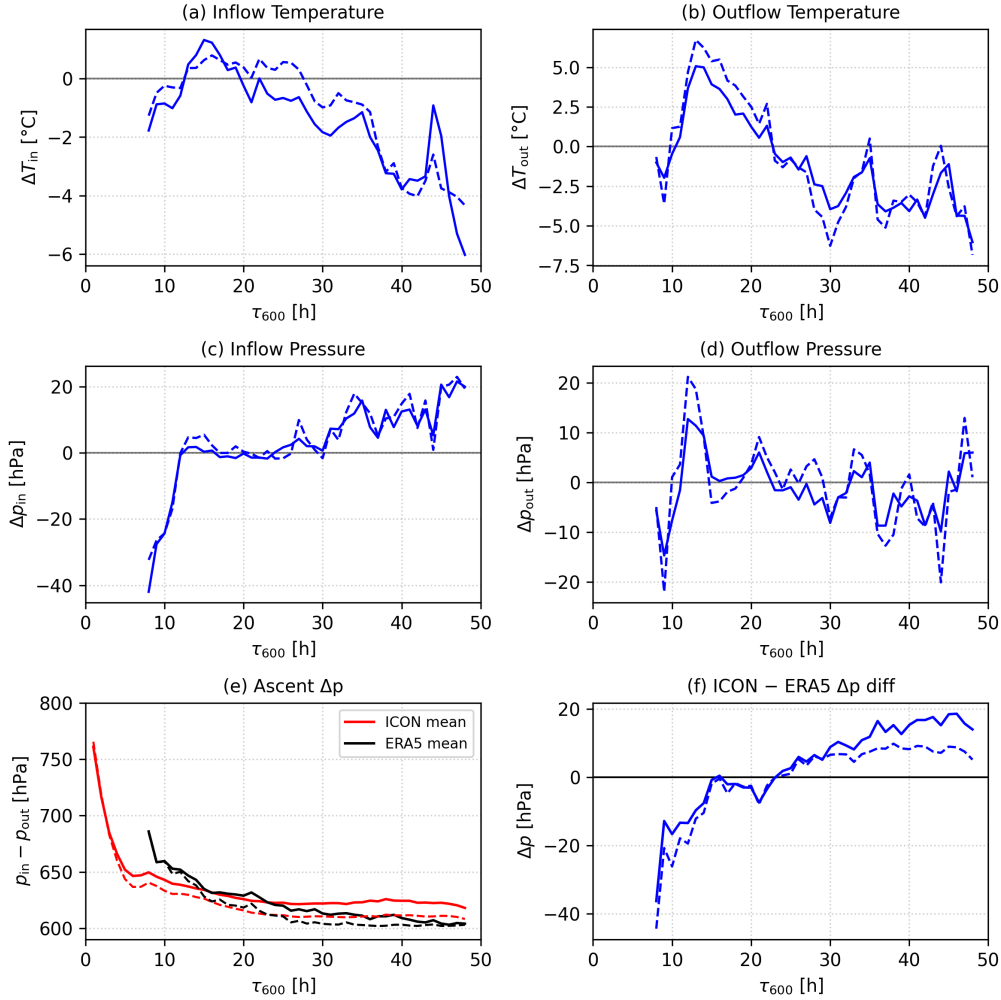 (a) Inflow Temperature
0
−2
−4
−6
ΔT_in [°C]
0 10 20 30 40 50
τ_600 [h]
(b) Outflow Temperature
5.0
2.5
0.0
−2.5
−5.0
−7.5
ΔT_out [°C]
0 10 20 30 40 50
τ_600 [h]
(c) Inflow Pressure
20
0
−20
−40
Δp_in [hPa]
0 10 20 30 40 50
τ_600 [h]
(d) Outflow Pressure
20
10
0
−10
−20
Δp_out [hPa]
0 10 20 30 40 50
τ_600 [h]
(e) Ascent Δp
800
750
700
650
600
p_in − p_out [hPa]
ICON mean
ERA5 mean
0 10 20 30 40 50
τ_600 [h]
(f) ICON − ERA5 Δp diff
20
0
−20
−40
Δp [hPa]
0 10 20 30 40 50
τ_600 [h]